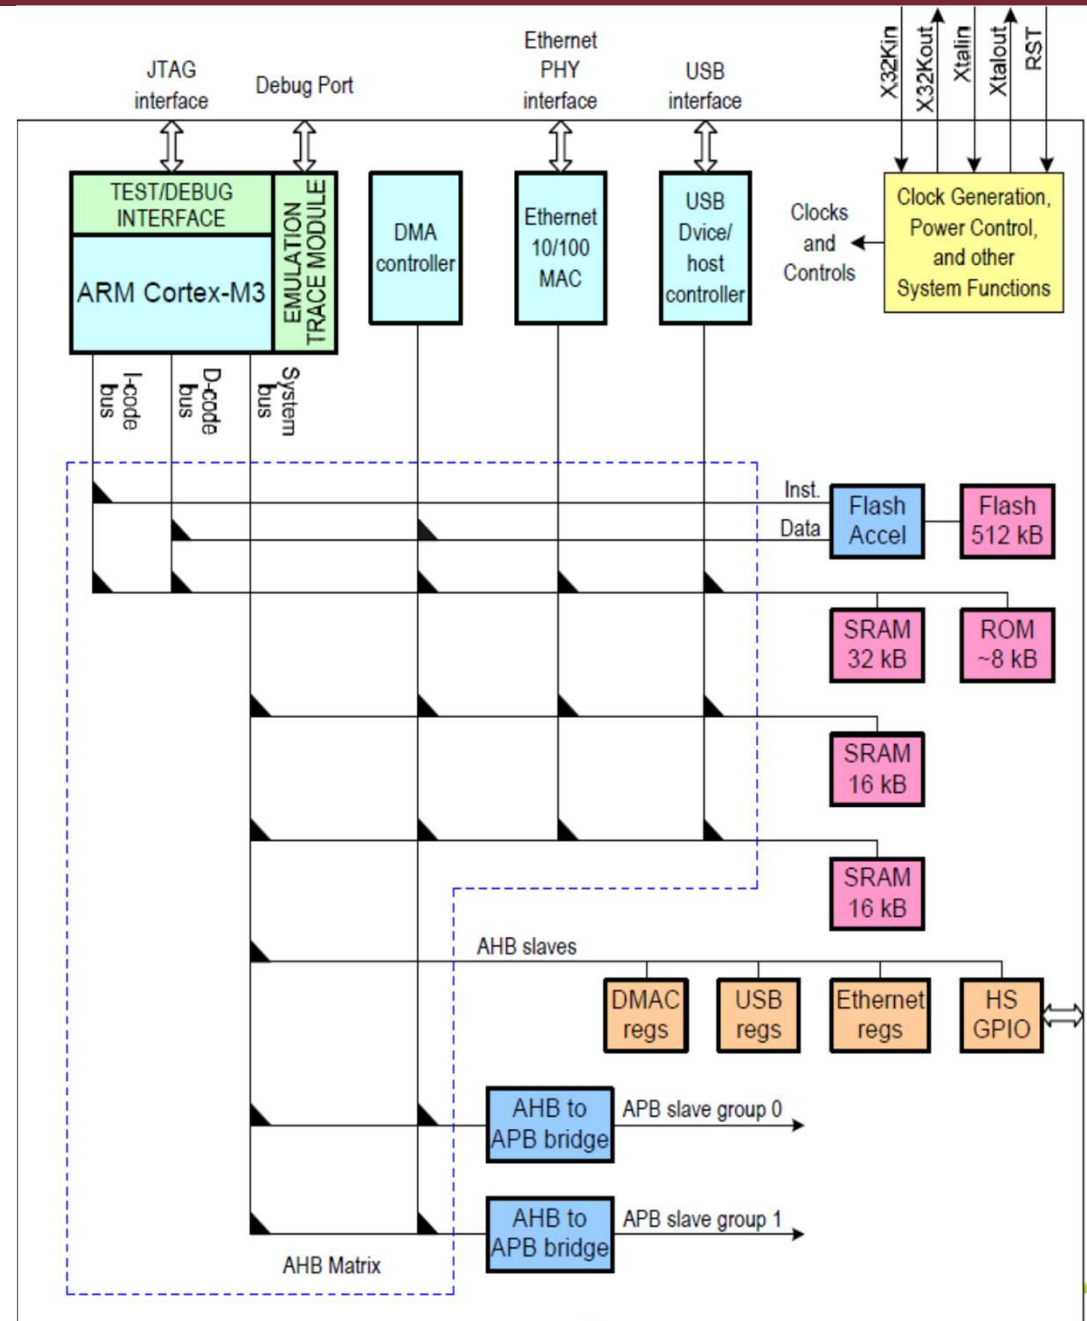 JTAG
interface
Debug Port
Ethernet
PHY
interface
USB
interface
X32Kin
X32Kout
Xtalin
Xtalout
RST
TEST/DEBUG
INTERFACE
ARM Cortex-M3
EMULATION
TRACE MODULE
DMA
controller
Ethernet
10/100
MAC
USB
Dvice/
host
controller
Clocks
and
Controls
Clock Generation,
Power Control,
and other
System Functions
I-code
bus
D-code
bus
System
bus
Inst.
Data
Flash
Accel
Flash
512 kB
SRAM
32 kB
ROM
~8 kB
SRAM
16 kB
SRAM
16 kB
AHB slaves
DMAC
regs
USB
regs
Ethernet
regs
HS
GPIO
AHB to
APB bridge
APB slave group 0
AHB to
APB bridge
APB slave group 1
AHB Matrix